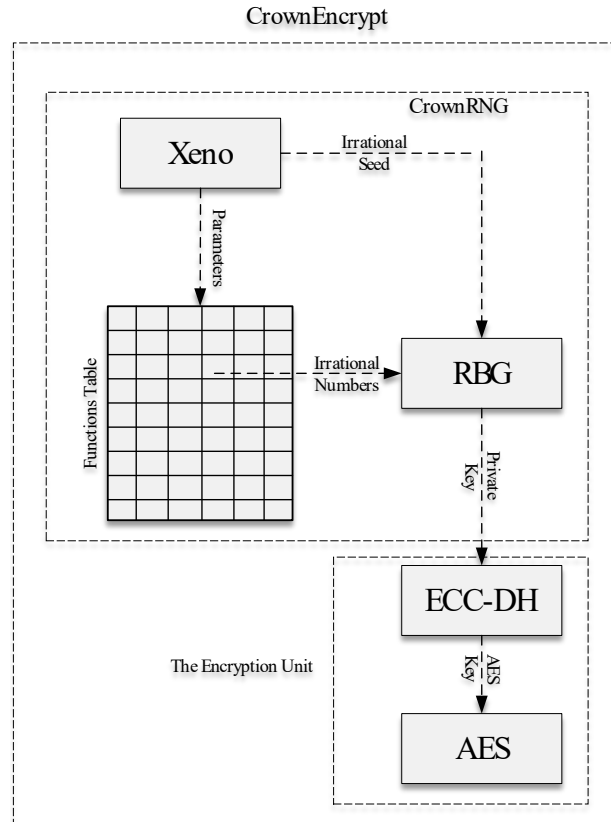 CrownEncrypt
CrownRNG
Xeno
Irrational
Seed
Parameters
Functions Table
Irrational
Numbers
RBG
Private
Key
ECC-DH
The Encryption Unit
AES
Key
AES